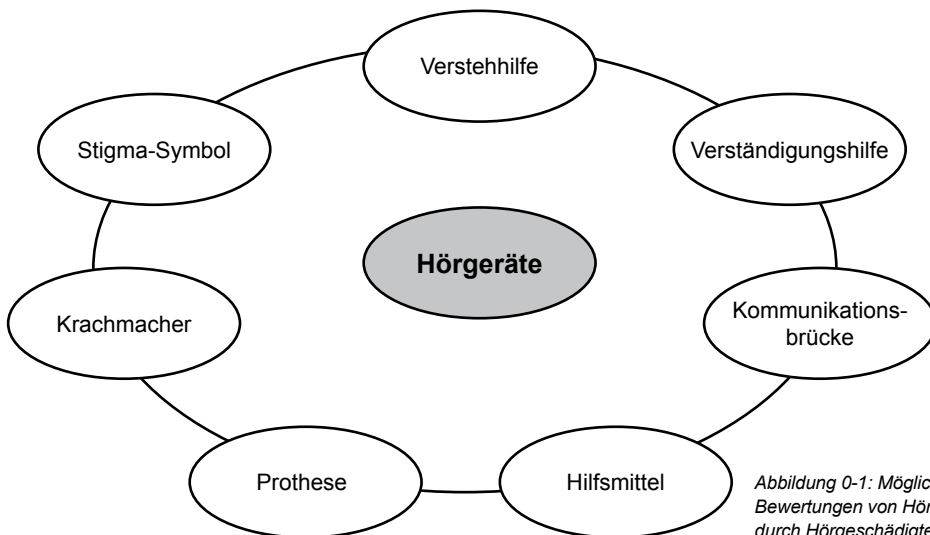 Verstehhilfe
Stigma-Symbol
Verständigungshilfe
Hörgeräte
Krachmacher
Kommunikations-
brücke
Prothese
Hilfsmittel
Abbildung 0-1:
Bewertungen von
durch Hörgeschädigte